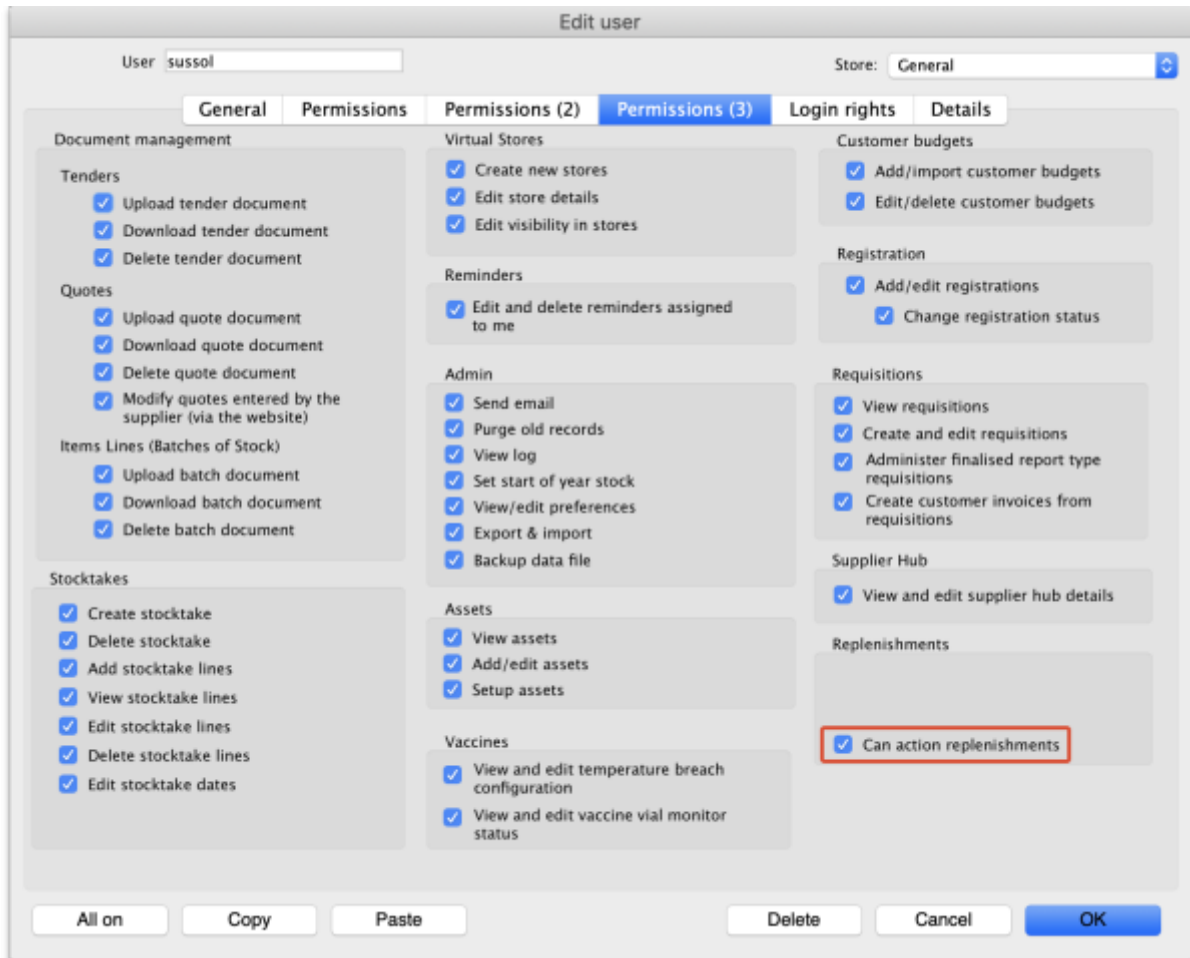 Edit user
User sussol
Store: General
General Permissions Permissions (2) Permissions (3) Login rights Details
Document management
Tenders
Upload tender document
Download tender document
Delete tender document
Quotes
Upload quote document
Download quote document
Delete quote document
Modify quotes entered by the
supplier (via the website)
Items Lines (Batches of Stock)
Upload batch document
Download batch document
Delete batch document
Stocktakes
Create stocktake
Delete stocktake
Add stocktake lines
View stocktake lines
Edit stocktake lines
Delete stocktake lines
Edit stocktake dates
Virtual Stores
Create new stores
Edit store details
Edit visibility in stores
Reminders
Edit and delete reminders assigned
to me
Admin
Send email
Purge old records
View log
Set start of year stock
View/edit preferences
Export & import
Backup data file
Assets
View assets
Add/edit assets
Setup assets
Vaccines
View and edit temperature breach
configuration
View and edit vaccine vial monitor
status
Customer budgets
Add/import customer budgets
Edit/delete customer budgets
Registration
Add/edit registrations
Change registration status
Requisitions
View requisitions
Create and edit requisitions
Administer finalised report type
requisitions
Create customer invoices from
requisitions
Supplier Hub
View and edit supplier hub details
Replenishments
Can action replenishments
All on Copy Paste Delete Cancel OK